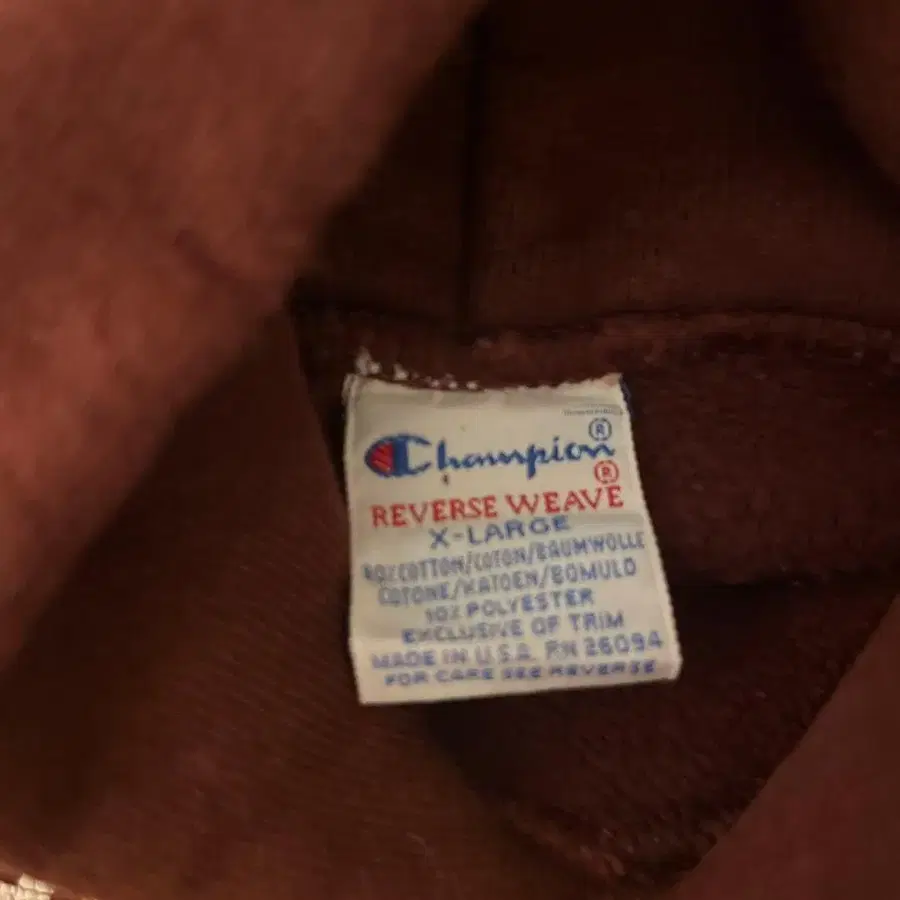 Champion®
®
REVERSE WEAVE
X-LARGE
90% COTTON/COTON/BAUMWOLLE
COTONE/KATOEN/BOMULD
10% POLYESTER
EXCLUSIVE OF TRIM
MADE IN U.S.A. RN 26094
FOR CARE SEE REVERSE